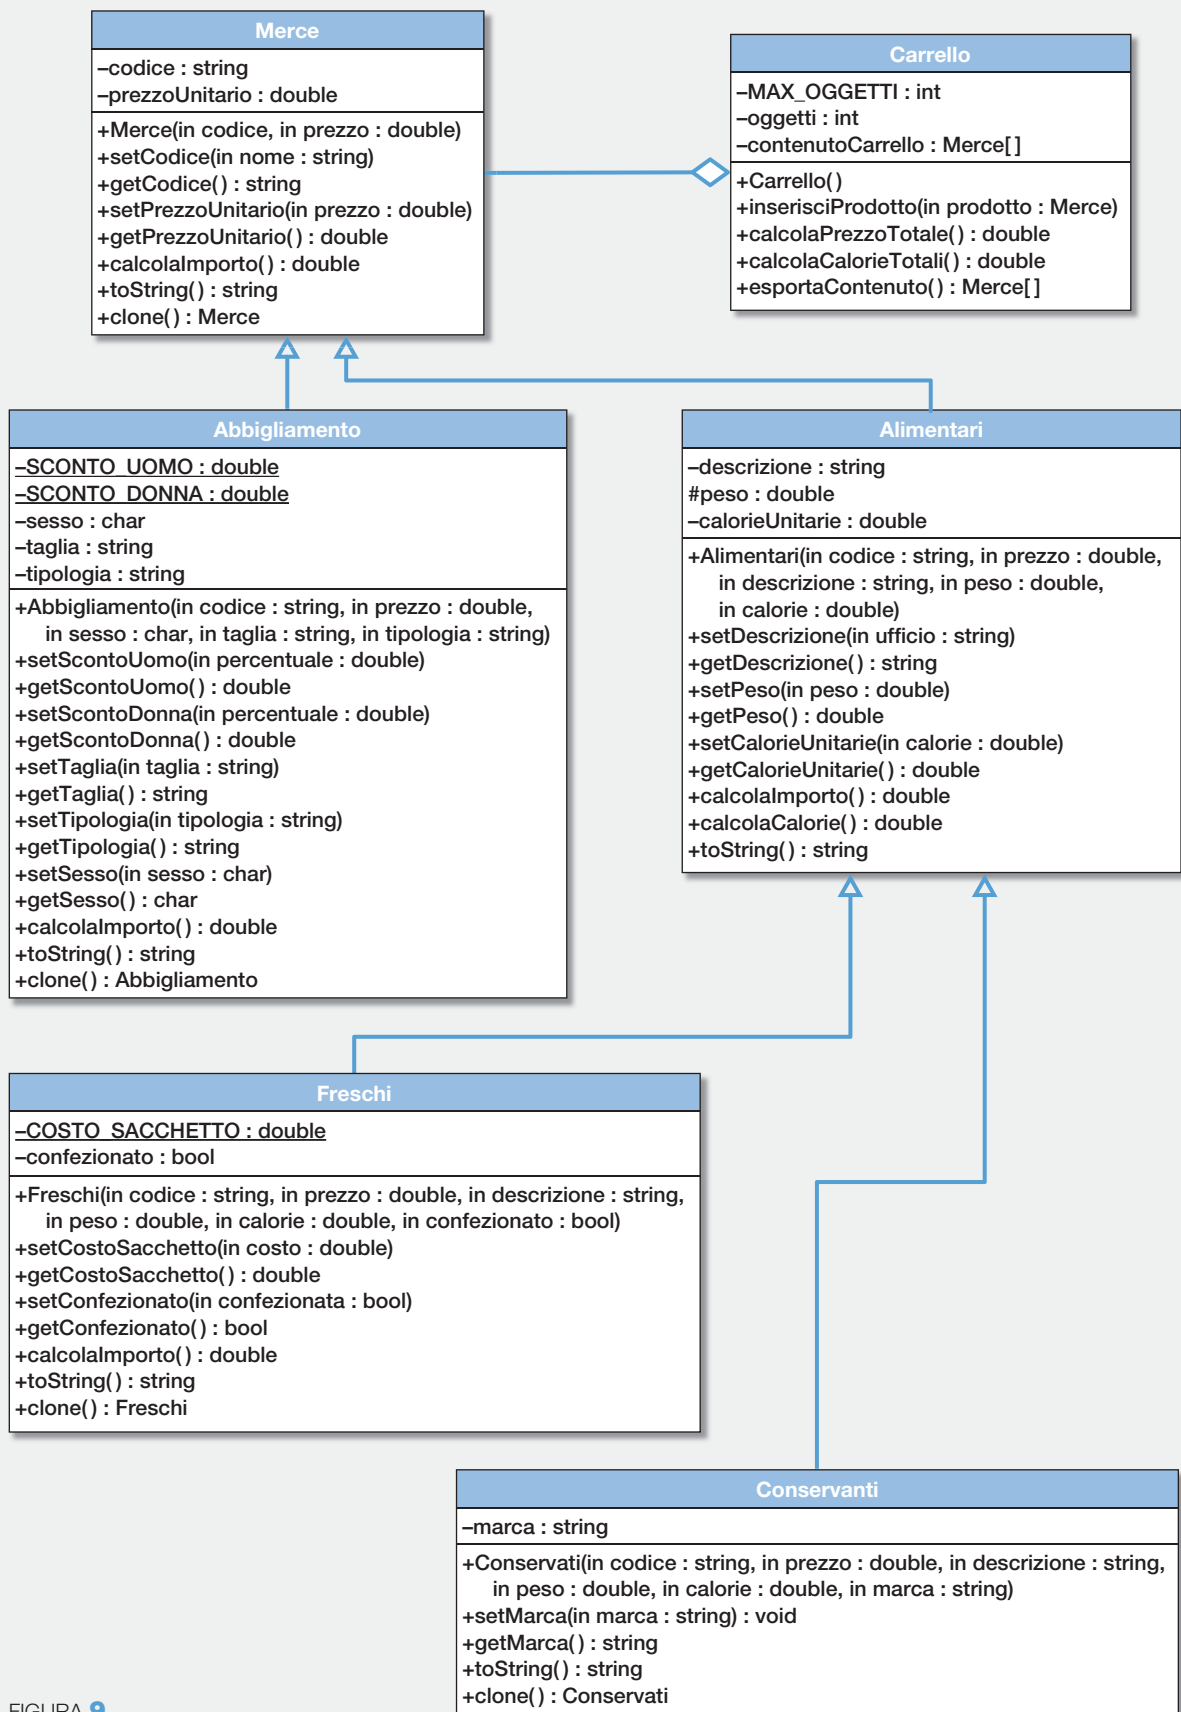 Merce
–codice : string
–prezzoUnitario : double
+Merce(in codice, in prezzo : double)
+setCodice(in nome : string)
+getCodice() : string
+setPrezzoUnitario(in prezzo : double)
+getPrezzoUnitario() : double
+calcolaImporto() : double
+toString() : string
+clone() : Merce
Carrello
–MAX_OGGETTI : int
–oggetti : int
–contenutoCarrello : Merce[]
+Carrello()
+inserisciProdotto(in prodotto : Merce)
+calcolaPrezzoTotale() : double
+calcolaCalorieTotali() : double
+esportaContenuto() : Merce[]
Abbigliamento
–SCONTO_UOMO : double
–SCONTO_DONNA : double
–sesso : char
–taglia : string
–tipologia : string
+Abbigliamento(in codice : string, in prezzo : double,
in sesso : char, in taglia : string, in tipologia : string)
+setScontoUomo(in percentuale : double)
+getScontoUomo() : double
+setScontoDonna(in percentuale : double)
+getScontoDonna() : double
+setTaglia(in taglia : string)
+getTaglia() : string
+setTipologia(in tipologia : string)
+getTipologia() : string
+setSesso(in sesso : char)
+getSesso() : char
+calcolaImporto() : double
+toString() : string
+clone() : Abbigliamento
Alimentari
–descrizione : string
#peso : double
–calorieUnitarie : double
+Alimentari(in codice : string, in prezzo : double,
in descrizione : string, in peso : double,
in calorie : double)
+setDescrizione(in ufficio : string)
+getDescrizione() : string
+setPeso(in peso : double)
+getPeso() : double
+setCalorieUnitarie(in calorie : double)
+getCalorieUnitarie() : double
+calcolaImporto() : double
+calcolaCalorie() : double
+toString() : string
Freschi
–COSTO_SACCHETTO : double
–confezionato : bool
+Freschi(in codice : string, in prezzo : double, in descrizione : string,
in peso : double, in calorie : double, in confezionato : bool)
+setCostoSacchetto(in costo : double)
+getCostoSacchetto() : double
+setConfezionato(in confezionata : bool)
+getConfezionato() : bool
+calcolaImporto() : double
+toString() : string
+clone() : Freschi
Conservanti
–marca : string
+Conservati(in codice : string, in prezzo : double, in descrizione : string,
in peso : double, in calorie : double, in marca : string)
+setMarca(in marca : string) : void
+getMarca() : string
+toString() : string
+clone() : Conservati
FIGURA 9